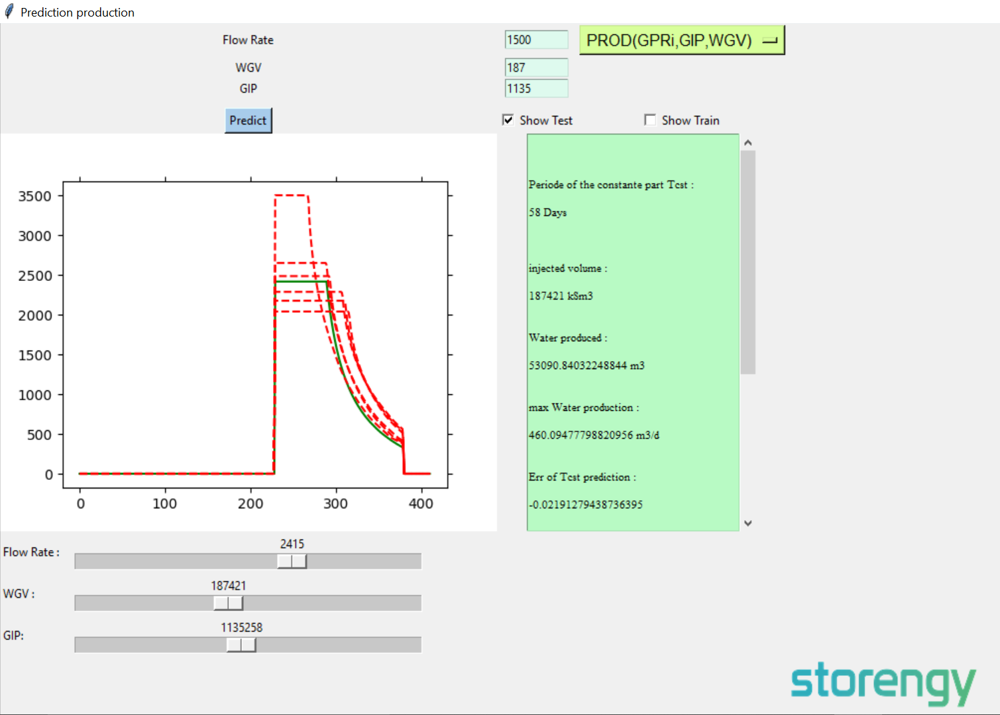 Prediction production
Flow Rate
1500
PROD(GPRi,GIP,WGV)
WGV
187
GIP
1135
Predict
Show Test
Show Train
3500
3000
2500
2000
1500
1000
500
0
0 100 200 300 400
Periode of the constante part Test :
58 Days
injected volume :
187421 kSm3
Water produced :
53090.84032248844 m3
max Water production :
460.09477798820956 m3/d
Err of Test prediction :
-0.02191279438736395
2415
Flow Rate :
187421
WGV :
1135258
GIP:
storengy